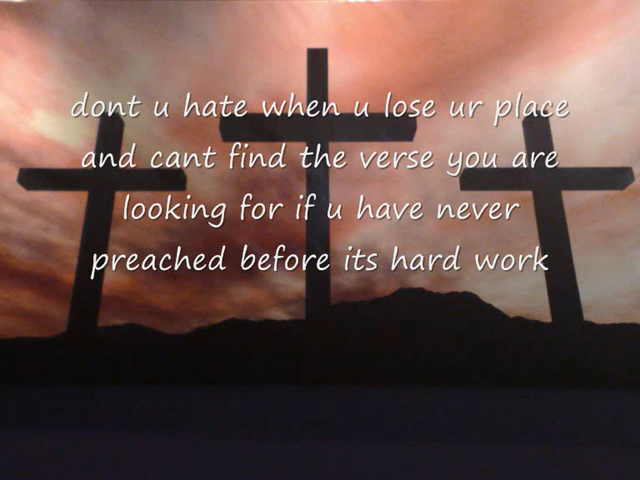 dont u hate when u lose ur place
and cant find the verse you are
looking for if u have never
preached before its hard work